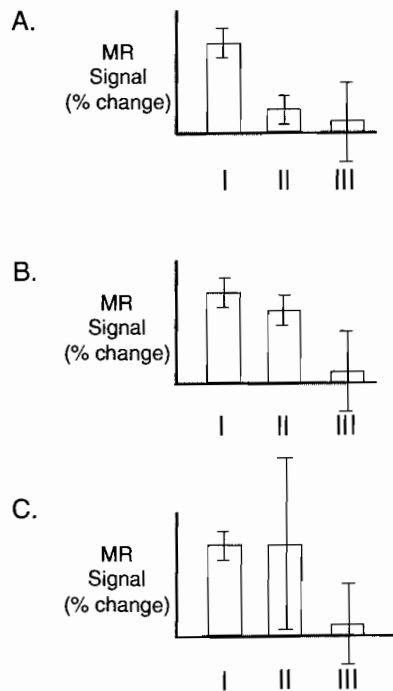 A.
MR
Signal
(% change)
I II III
B.
MR
Signal
(% change)
I II III
C.
MR
Signal
(% change)
I II III